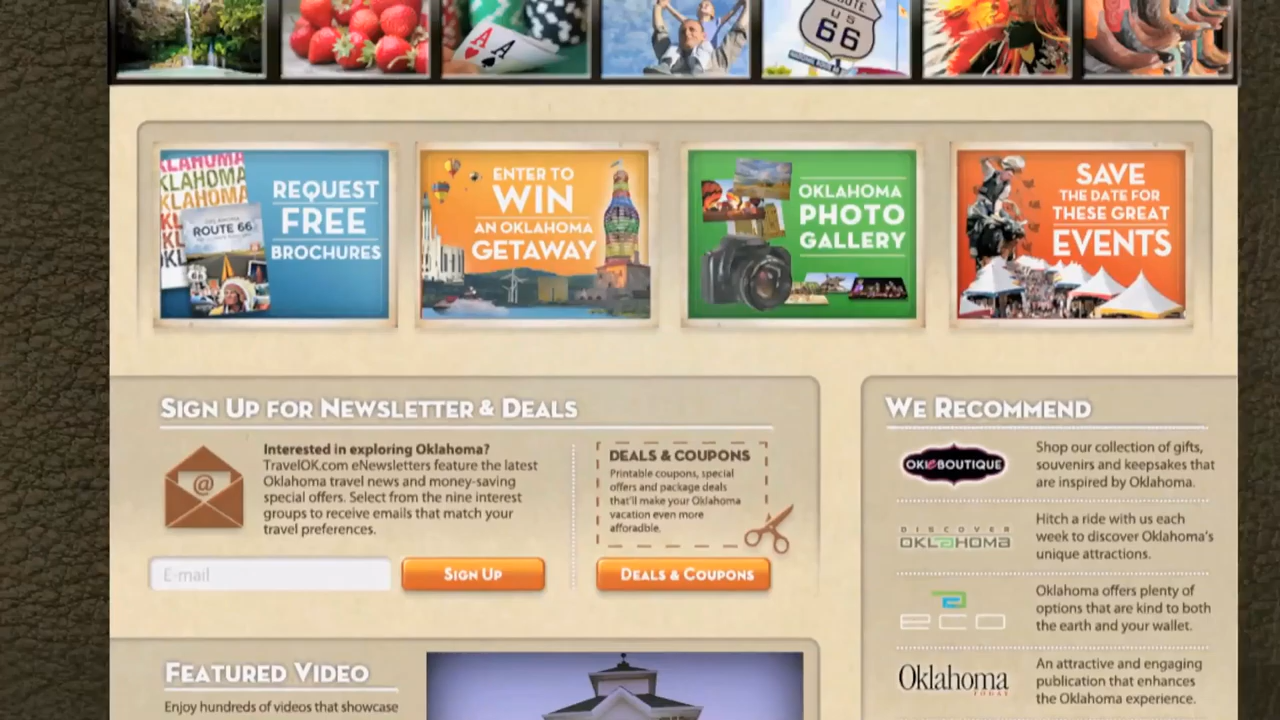 ROUTE
US
66
OKLAHOMA
OKLAHOMA
OKLAHOMA
ROUTE 66
REQUEST
FREE
BROCHURES
ENTER TO
WIN
AN OKLAHOMA
GETAWAY
OKLAHOMA
PHOTO
GALLERY
SAVE
THE DATE FOR
THESE GREAT
EVENTS
SIGN UP FOR NEWSLETTER & DEALS
Interested in exploring Oklahoma?
TravelOK.com eNewsletters feature the latest
Oklahoma travel news and money-saving
special offers. Select from the nine interest
groups to receive emails that match your
travel preferences.
@
E-mail
SIGN UP
DEALS & COUPONS
Printable coupons, special
offers and package deals
that'll make your Oklahoma
vacation even more
afforadble.
DEALS & COUPONS
WE RECOMMEND
OKIEBOUTIQUE
Shop our collection of gifts,
souvenirs and keepsakes that
are inspired by Oklahoma.
DISCOVER
OKLAHOMA
Hitch a ride with us each
week to discover Oklahoma's
unique attractions.
eco
Oklahoma offers plenty of
options that are kind to both
the earth and your wallet.
Oklahoma
TODAY
An attractive and engaging
publication that enhances
the Oklahoma experience.
FEATURED VIDEO
Enjoy hundreds of videos that showcase